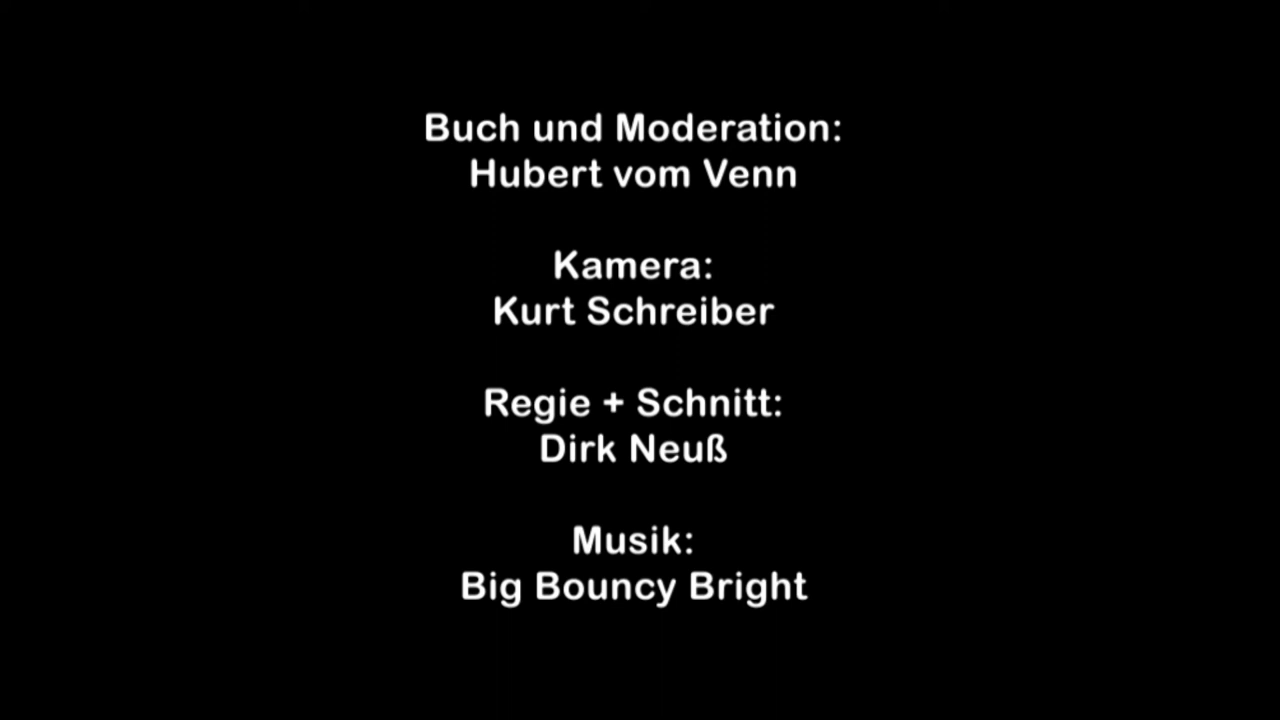 Buch und Moderation:
Hubert vom Venn
Kamera:
Kurt Schreiber
Regie + Schnitt:
Dirk Neuß
Musik:
Big Bouncy Bright